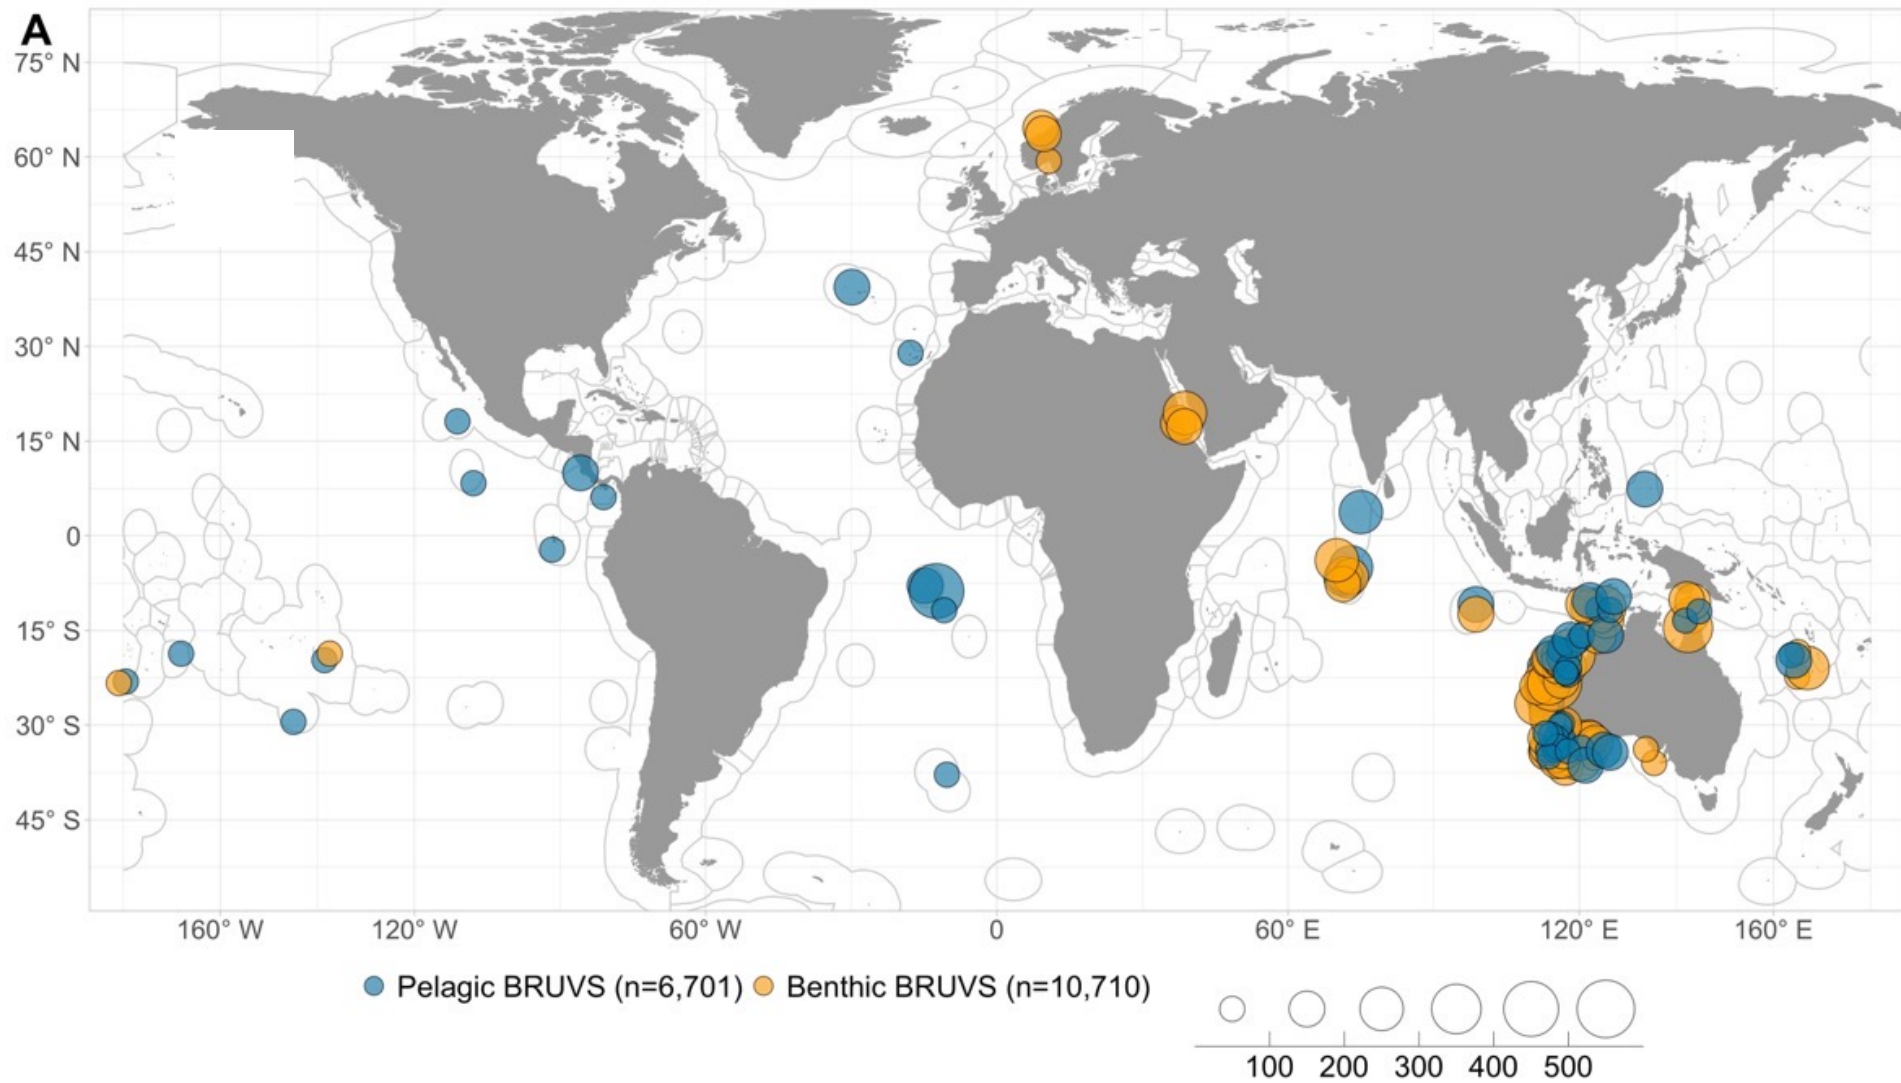 A
75° N
60° N
45° N
30° N
15° N
0
15° S
30° S
45° S
160° W 120° W 60° W 0 60° E 120° E 160° E
Pelagic BRUVS (n=6,701) Benthic BRUVS (n=10,710)
100 200 300 400 500